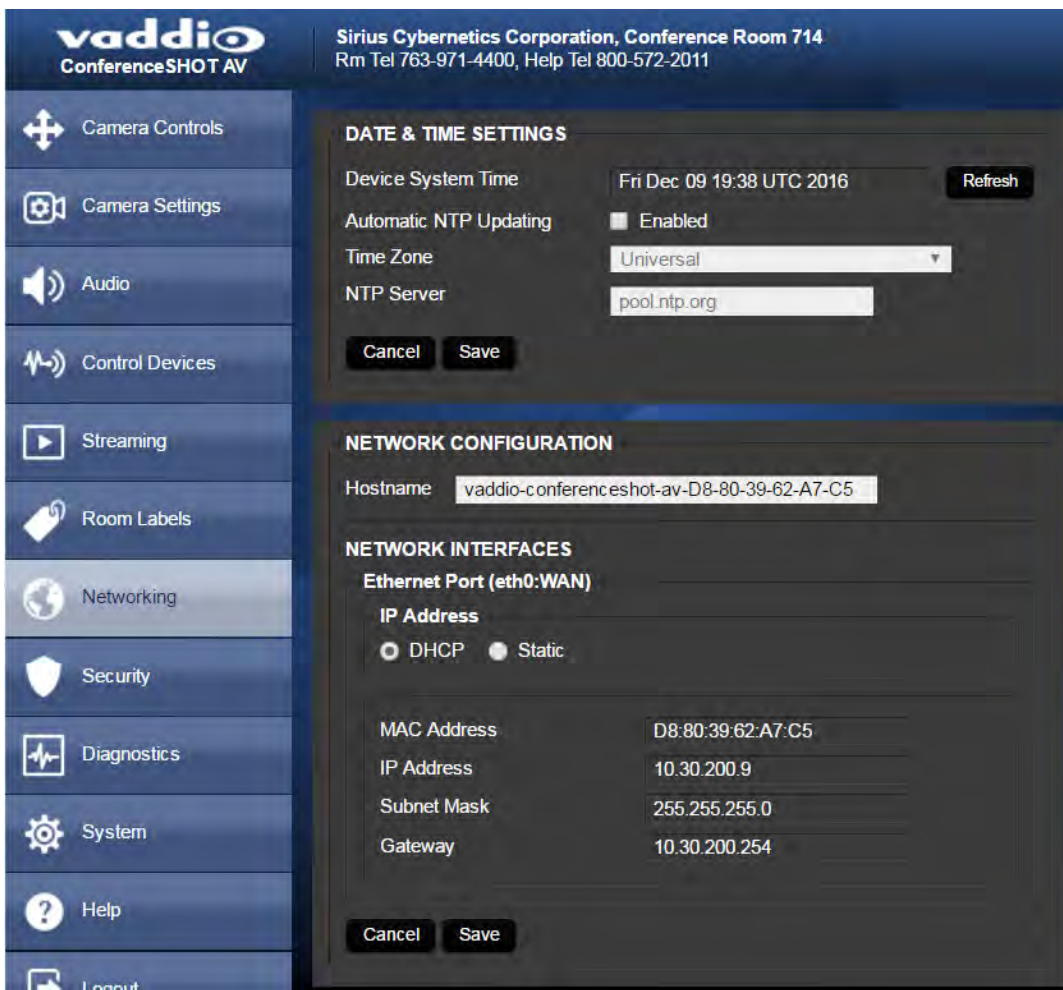 vaddio
ConferenceSHOT AV
Sirius Cybernetics Corporation, Conference Room 714
Rm Tel 763-971-4400, Help Tel 800-572-2011
Camera Controls
Camera Settings
Audio
Control Devices
Streaming
Room Labels
Networking
Security
Diagnostics
System
Help
Logout
DATE & TIME SETTINGS
Device System Time Fri Dec 09 19:38 UTC 2016 Refresh
Automatic NTP Updating Enabled
Time Zone Universal
NTP Server pool.ntp.org
Cancel Save
NETWORK CONFIGURATION
Hostname vaddio-conferenceshot-av-D8-80-39-62-A7-C5
NETWORK INTERFACES
Ethernet Port (eth0:WAN)
IP Address
DHCP Static
MAC Address D8:80:39:62:A7:C5
IP Address 10.30.200.9
Subnet Mask 255.255.255.0
Gateway 10.30.200.254
Cancel Save